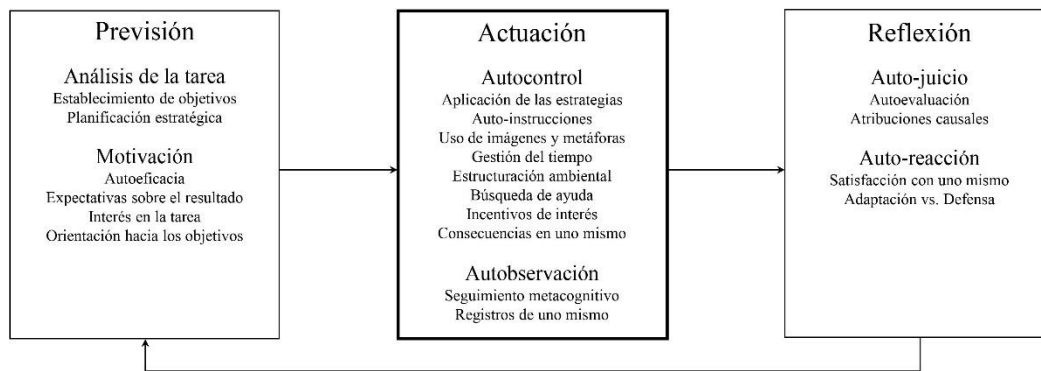 Previsión
Análisis de la tarea
Establecimiento de objetivos
Planificación estratégica
Motivación
Autoeficacia
Expectativas sobre el resultado
Interés en la tarea
Orientación hacia los objetivos
Actuación
Autocontrol
Aplicación de las estrategias
Auto-instrucciones
Uso de imágenes y metáforas
Gestión del tiempo
Estructuración ambiental
Búsqueda de ayuda
Incentivos de interés
Consecuencias en uno mismo
Autobservación
Seguimiento metacognitivo
Registros de uno mismo
Reflexión
Auto-juicio
Autoevaluación
Atribuciones causales
Auto-reacción
Satisfacción con uno mismo
Adaptación vs. Defensa